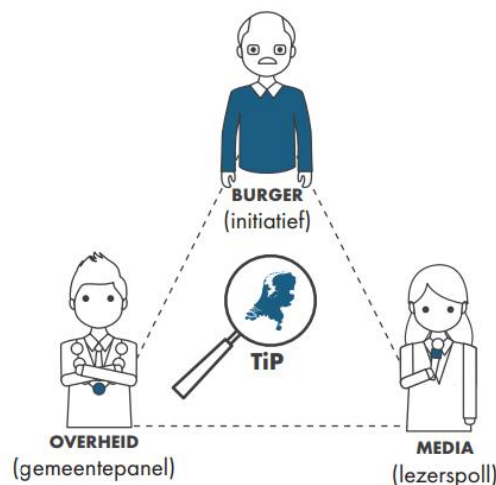 BURGER
(initiatief)
TiP
OVERHEID
(gemeentepanel)
MEDIA
(lezerspoll)